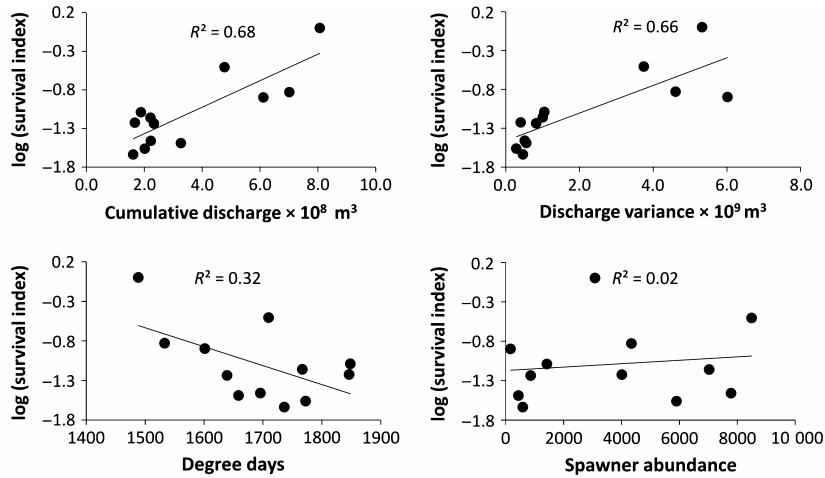 log (survival index)
0.2
−0.3
−0.8
−1.3
−1.8
R² = 0.68
0.0 2.0 4.0 6.0 8.0 10.0
Cumulative discharge × 10⁸ m³
log (survival index)
0.2
−0.3
−0.8
−1.3
−1.8
R² = 0.66
0.0 2.0 4.0 6.0 8.0
Discharge variance × 10⁹ m³
log (survival index)
0.2
−0.3
−0.8
−1.3
−1.8
R² = 0.32
1400 1500 1600 1700 1800 1900
Degree days
log (survival index)
0.2
−0.3
−0.8
−1.3
−1.8
R² = 0.02
0 2000 4000 6000 8000 10 000
Spawner abundance